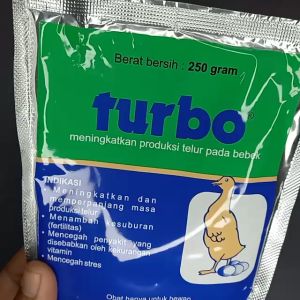 Berat bersih : 250 gram
turbo®
meningkatkan produksi telur pada bebek
INDIKASI
• Meningkatkan dan
memperpanjang masa
produksi telur
• Menambah kesuburan
(fertilitas)
• Mencegah penyakit yang
disebabkan oleh kekurangan
vitamin
• Mencegah stres
Obat hanya untuk hewan